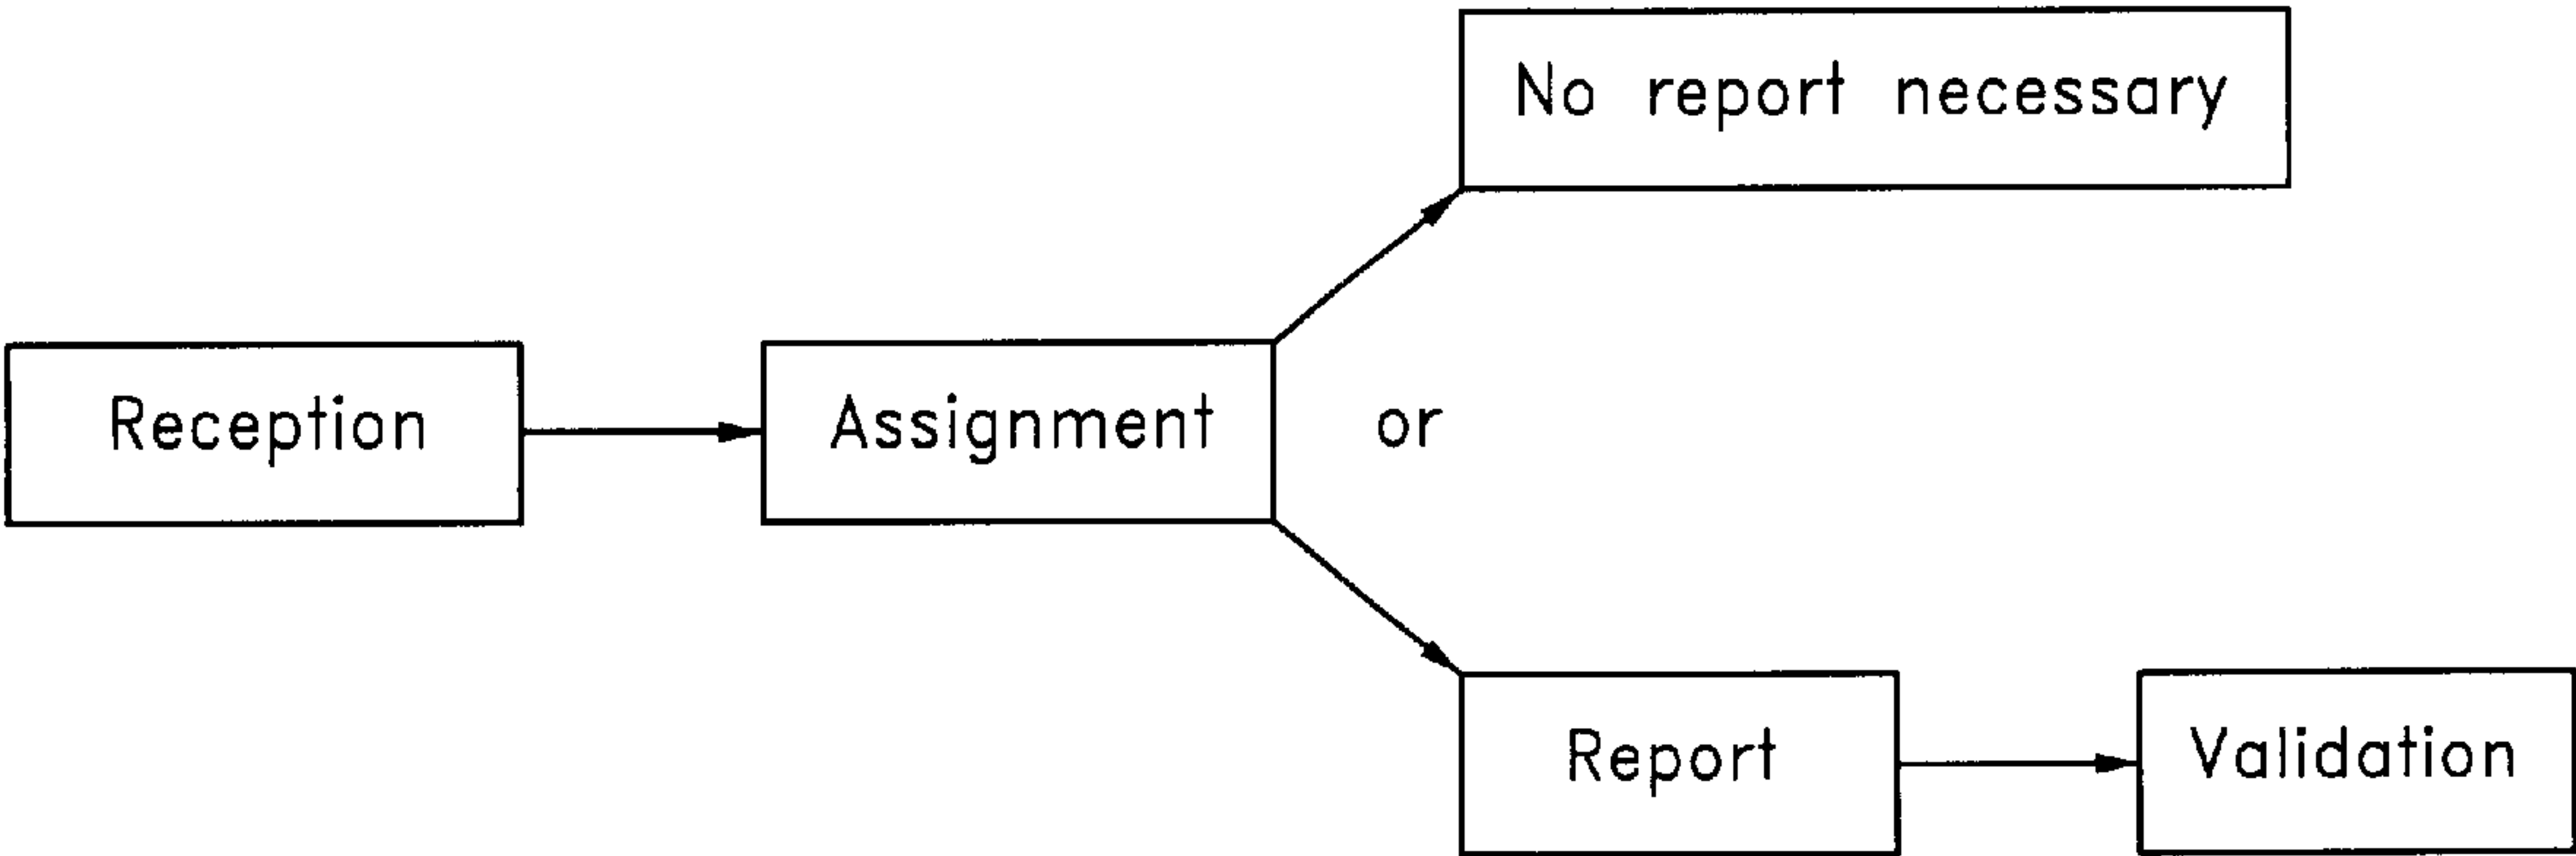 No report necessary
Reception
Assignment
or
Report
Validation